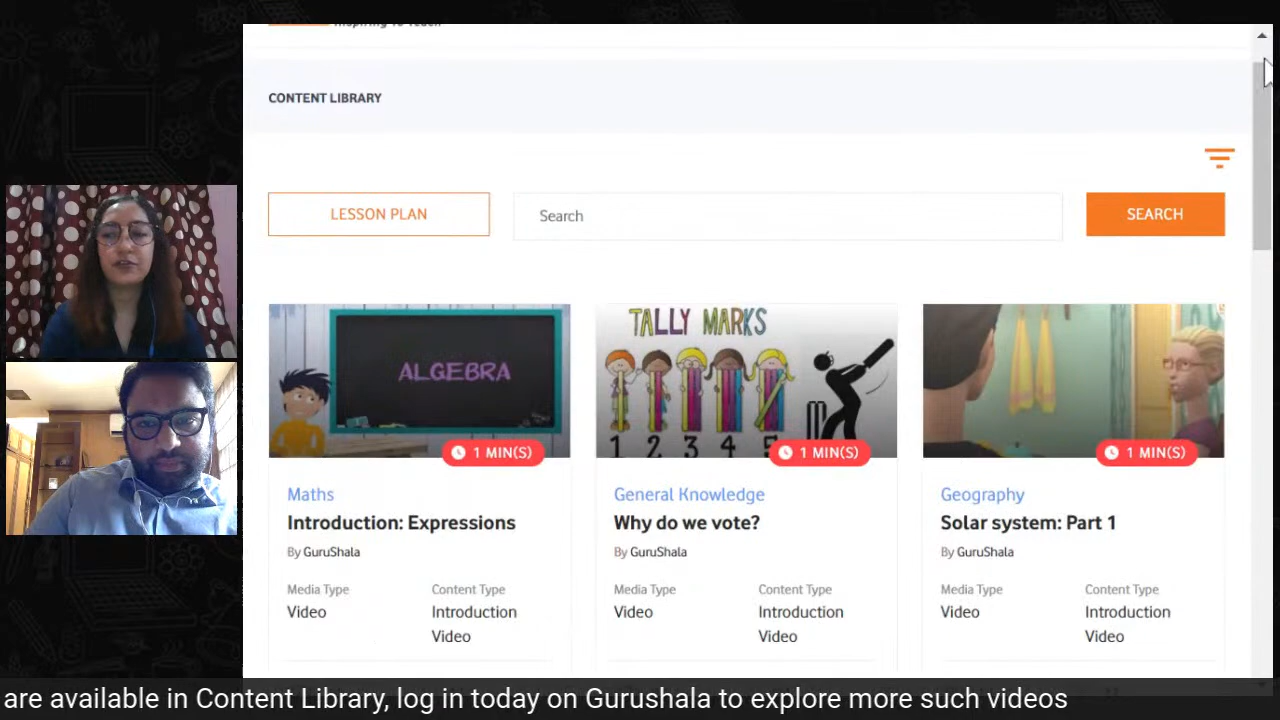 Inspiring To Teach
CONTENT LIBRARY
LESSON PLAN
Search
SEARCH
ALGEBRA
TALLY MARKS
1 2 3 4 5
1 MIN(S)
1 MIN(S)
1 MIN(S)
Maths
General Knowledge
Geography
Introduction: Expressions
Why do we vote?
Solar system: Part 1
By GuruShala
By GuruShala
By GuruShala
Media Type
Content Type
Media Type
Content Type
Media Type
Content Type
Video
Introduction
Video
Video
Introduction
Video
Video
Introduction
Video
are available in Content Library, log in today on Gurushala to explore more such videos